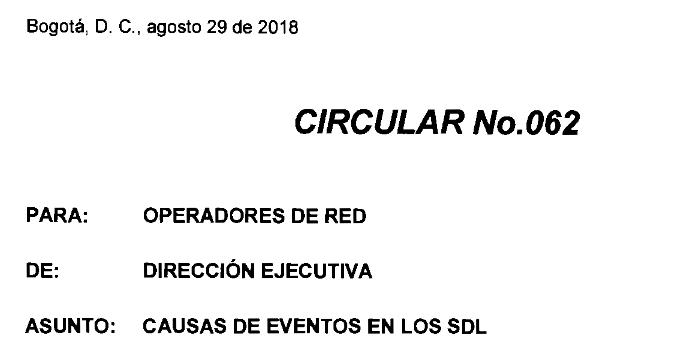 Bogotá, D. C., agosto 29 de 2018
CIRCULAR No.062
PARA: OPERADORES DE RED
DE: DIRECCIÓN EJECUTIVA
ASUNTO: CAUSAS DE EVENTOS EN LOS SDL